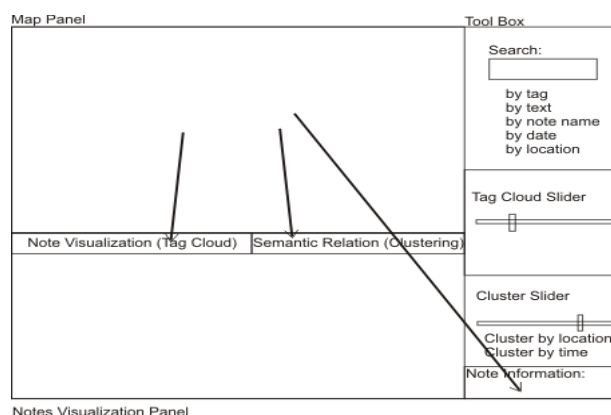 Map Panel
Tool Box
Search:
by tag
by text
by note name
by date
by location
Tag Cloud Slider
Note Visualization (Tag Cloud)
Semantic Relation (Clustering)
Cluster Slider
Cluster by location
Cluster by time
Note Information:
Notes Visualization Panel